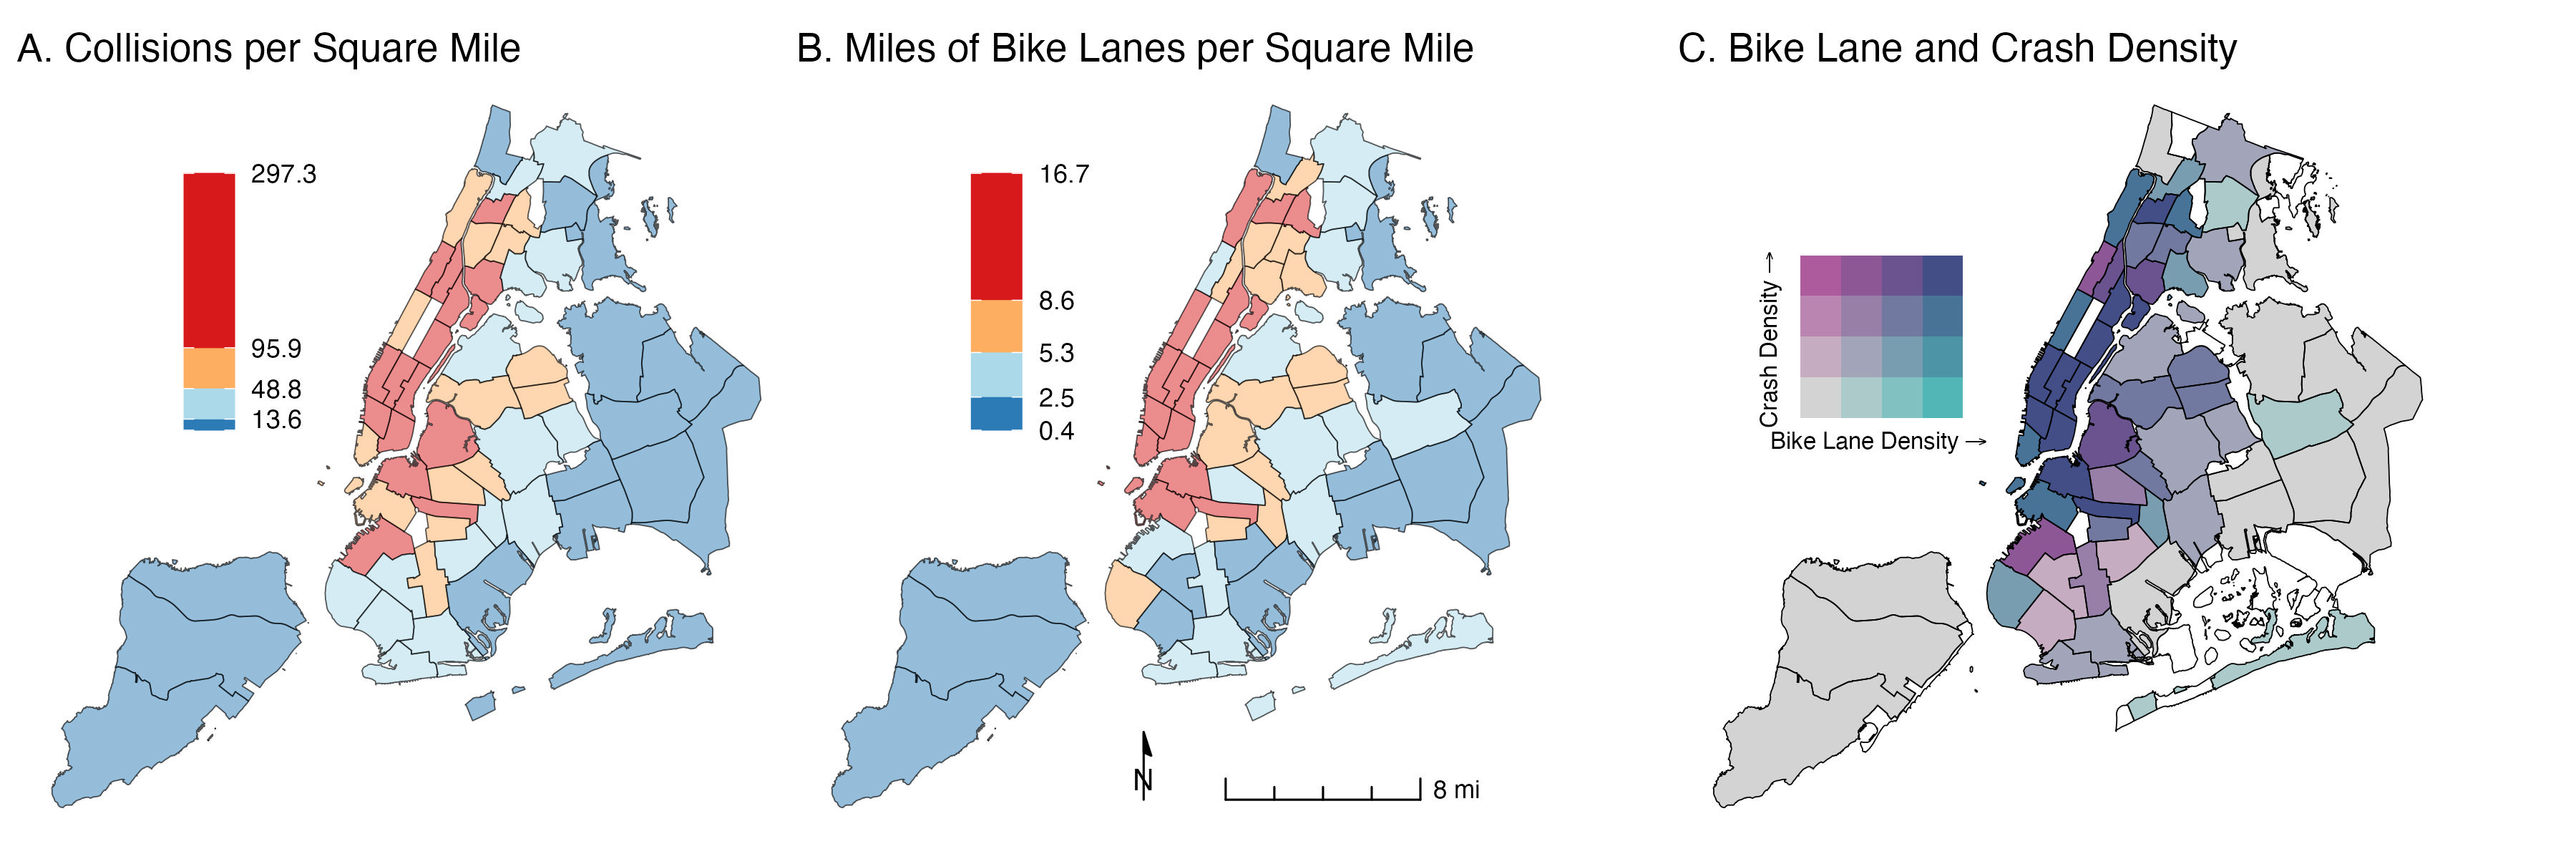 A. Collisions per Square Mile
297.3
95.9
48.8
13.6
B. Miles of Bike Lanes per Square Mile
16.7
8.6
5.3
2.5
0.4
N
8 mi
C. Bike Lane and Crash Density
Crash Density →
Bike Lane Density →